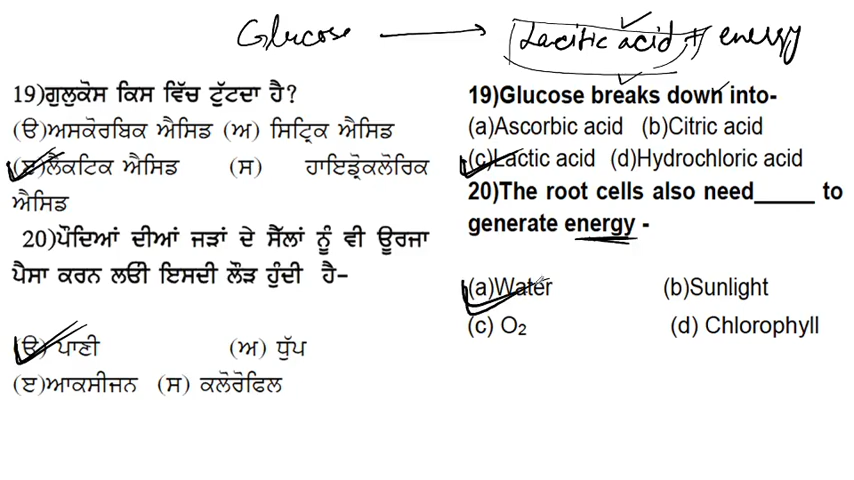 Glucose → Lacitic acid + energy
19)ਗੁਲੁਕੋਸ ਕਿਸ ਵਿੱਚ ਟੁੱਟਦਾ ਹੈ?
(ੳ)ਅਸਕੋਰਬਿਕ ਐਸਿਡ (ਅ) ਸਿਟ੍ਰਿਕ ਐਸਿਡ
(ੲ)ਲੈਕਟਿਕ ਐਸਿਡ (ਸ) ਹਾਇਡ੍ਰੋਕਲੋਰਿਕ
ਐਸਿਡ
20)ਪੌਦਿਆਂ ਦੀਆਂ ਜੜਾਂ ਦੇ ਸੈੱਲਾਂ ਨੂੰ ਵੀ ਊਰਜਾ
ਪੈਸਾ ਕਰਨ ਲਓ ਇਸਦੀ ਲੌੜ ਹੁੰਦੀ ਹੈ-
(ੳ) ਪਾਣੀ (ਅ) ਧੁੱਪ
(ੲ)ਆਕਸੀਜਨ (ਸ) ਕਲੋਰੋਫਿਲ
19)Glucose breaks down into-
(a)Ascorbic acid (b)Citric acid
(c)Lactic acid (d)Hydrochloric acid
20)The root cells also need_____ to
generate energy -
(a)Water (b)Sunlight
(c) O₂ (d) Chlorophyll